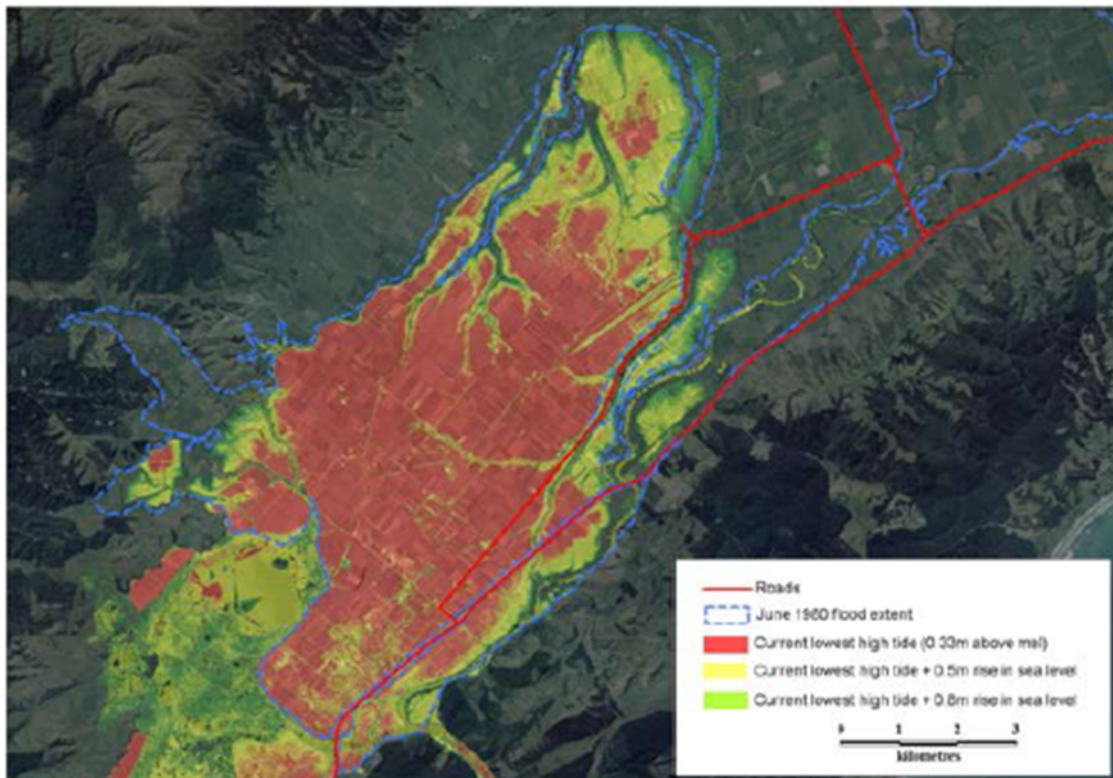 Roads
June 1980 flood extent
Current lowest high tide (0.33m above msl)
Current lowest high tide + 0.5m rise in sea level
Current lowest high tide + 0.8m rise in sea level
0 1 2 3
kilometres